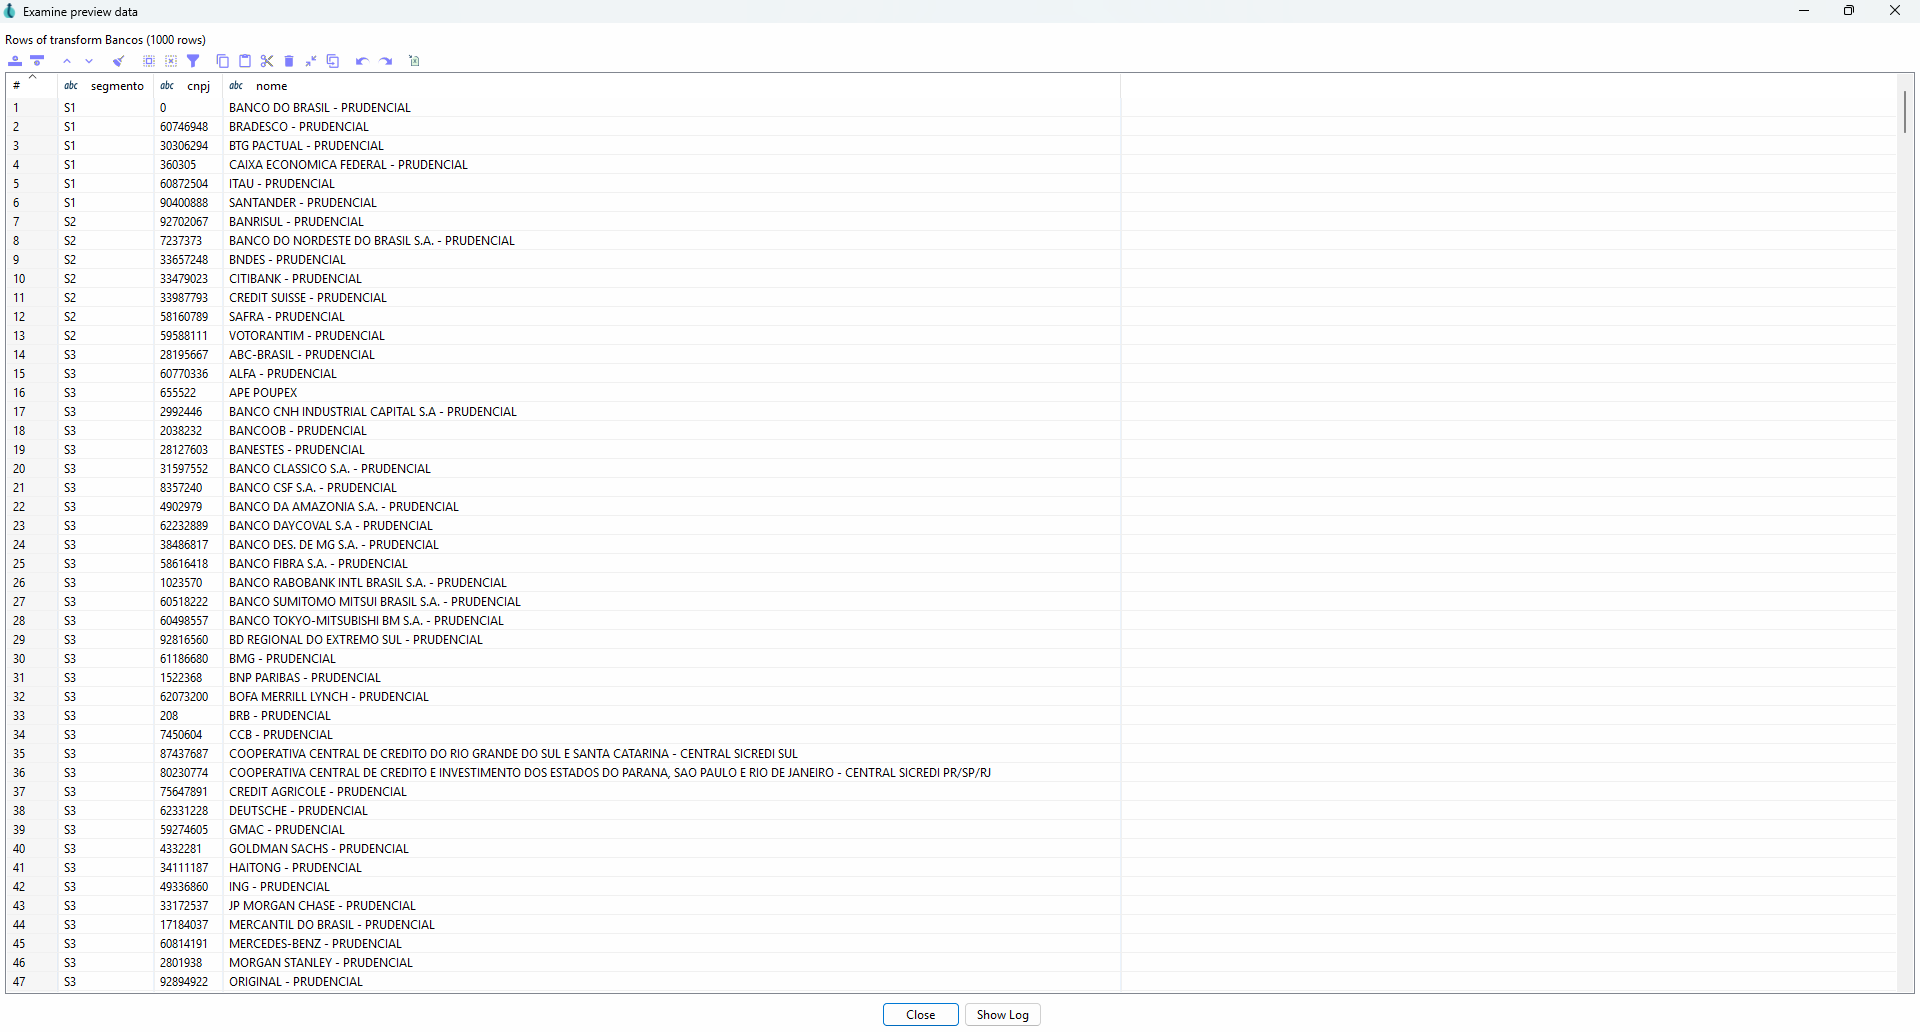 Examine preview data
Rows of transform Bancos (1000 rows)
# abc segmento abc cnpj abc nome
1 S1 0 BANCO DO BRASIL - PRUDENCIAL
2 S1 60746948 BRADESCO - PRUDENCIAL
3 S1 30306294 BTG PACTUAL - PRUDENCIAL
4 S1 360305 CAIXA ECONOMICA FEDERAL - PRUDENCIAL
5 S1 60872504 ITAU - PRUDENCIAL
6 S1 90400888 SANTANDER - PRUDENCIAL
7 S2 92702067 BANRISUL - PRUDENCIAL
8 S2 7237373 BANCO DO NORDESTE DO BRASIL S.A. - PRUDENCIAL
9 S2 33657248 BNDES - PRUDENCIAL
10 S2 33479023 CITIBANK - PRUDENCIAL
11 S2 33987793 CREDIT SUISSE - PRUDENCIAL
12 S2 58160789 SAFRA - PRUDENCIAL
13 S2 59588111 VOTORANTIM - PRUDENCIAL
14 S3 28195667 ABC-BRASIL - PRUDENCIAL
15 S3 60770336 ALFA - PRUDENCIAL
16 S3 655522 APE POUPEX
17 S3 2992446 BANCO CNH INDUSTRIAL CAPITAL S.A - PRUDENCIAL
18 S3 2038232 BANCOOB - PRUDENCIAL
19 S3 28127603 BANESTES - PRUDENCIAL
20 S3 31597552 BANCO CLASSICO S.A. - PRUDENCIAL
21 S3 8357240 BANCO CSF S.A. - PRUDENCIAL
22 S3 4902979 BANCO DA AMAZONIA S.A. - PRUDENCIAL
23 S3 62232889 BANCO DAYCOVAL S.A - PRUDENCIAL
24 S3 38486817 BANCO DES. DE MG S.A. - PRUDENCIAL
25 S3 58616418 BANCO FIBRA S.A. - PRUDENCIAL
26 S3 1023570 BANCO RABOBANK INTL BRASIL S.A. - PRUDENCIAL
27 S3 60518222 BANCO SUMITOMO MITSUI BRASIL S.A. - PRUDENCIAL
28 S3 60498557 BANCO TOKYO-MITSUBISHI BM S.A. - PRUDENCIAL
29 S3 92816560 BD REGIONAL DO EXTREMO SUL - PRUDENCIAL
30 S3 61186680 BMG - PRUDENCIAL
31 S3 1522368 BNP PARIBAS - PRUDENCIAL
32 S3 62073200 BOFA MERRILL LYNCH - PRUDENCIAL
33 S3 208 BRB - PRUDENCIAL
34 S3 7450604 CCB - PRUDENCIAL
35 S3 87437687 COOPERATIVA CENTRAL DE CREDITO DO RIO GRANDE DO SUL E SANTA CATARINA - CENTRAL SICREDI SUL
36 S3 80230774 COOPERATIVA CENTRAL DE CREDITO E INVESTIMENTO DOS ESTADOS DO PARANA, SAO PAULO E RIO DE JANEIRO - CENTRAL SICREDI PR/SP/RJ
37 S3 75647891 CREDIT AGRICOLE - PRUDENCIAL
38 S3 62331228 DEUTSCHE - PRUDENCIAL
39 S3 59274605 GMAC - PRUDENCIAL
40 S3 4332281 GOLDMAN SACHS - PRUDENCIAL
41 S3 34111187 HAITONG - PRUDENCIAL
42 S3 49336860 ING - PRUDENCIAL
43 S3 33172537 JP MORGAN CHASE - PRUDENCIAL
44 S3 17184037 MERCANTIL DO BRASIL - PRUDENCIAL
45 S3 60814191 MERCEDES-BENZ - PRUDENCIAL
46 S3 2801938 MORGAN STANLEY - PRUDENCIAL
47 S3 92894922 ORIGINAL - PRUDENCIAL
Close Show Log